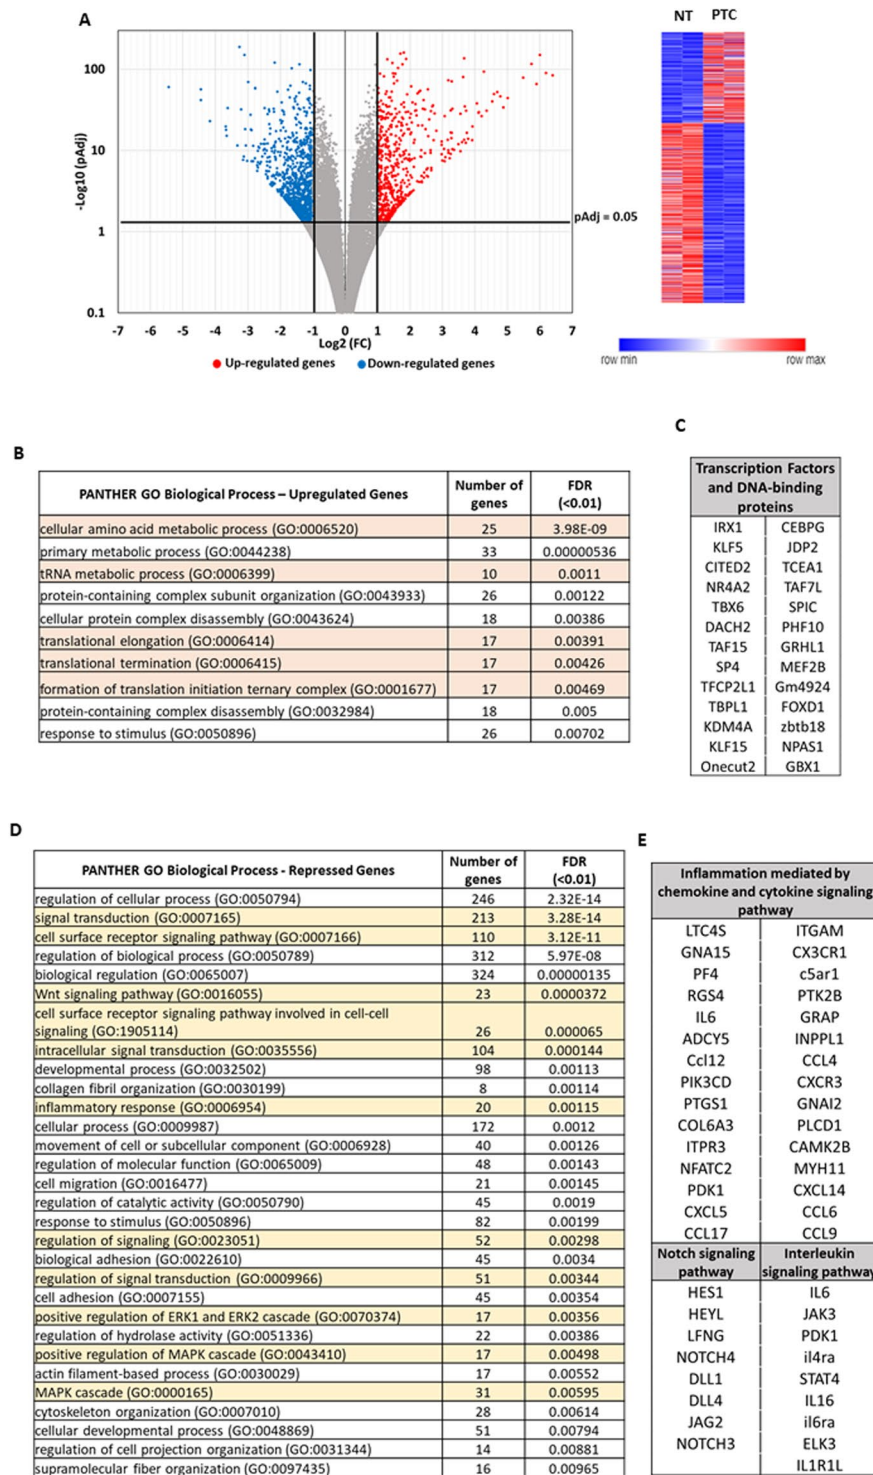 A
NT PTC
100
10
1
0.1
-Log10 (pAdj)
pAdj = 0.05
-7 -6 -5 -4 -3 -2 -1 0 1 2 3 4 5 6 7
Log2 (FC)
Up-regulated genes Down-regulated genes
row min row max
B
PANTHER GO Biological Process – Upregulated Genes Number of genes FDR (<0.01)
cellular amino acid metabolic process (GO:0006520) 25 3.98E-09
primary metabolic process (GO:0044238) 33 0.00000536
tRNA metabolic process (GO:0006399) 10 0.0011
protein-containing complex subunit organization (GO:0043933) 26 0.00122
cellular protein complex disassembly (GO:0043624) 18 0.00386
translational elongation (GO:0006414) 17 0.00391
translational termination (GO:0006415) 17 0.00426
formation of translation initiation ternary complex (GO:0001677) 17 0.00469
protein-containing complex disassembly (GO:0032984) 18 0.005
response to stimulus (GO:0050896) 26 0.00702
C
Transcription Factors
and DNA-binding
proteins
IRX1 CEBPG
KLF5 JDP2
CITED2 TCEA1
NR4A2 TAF7L
TBX6 SPIC
DACH2 PHF10
TAF15 GRHL1
SP4 MEF2B
TFCP2L1 Gm4924
TBPL1 FOXD1
KDM4A zbtb18
KLF15 NPAS1
Onecut2 GBX1
D
PANTHER GO Biological Process - Repressed Genes Number of genes FDR (<0.01)
regulation of cellular process (GO:0050794) 246 2.32E-14
signal transduction (GO:0007165) 213 3.28E-14
cell surface receptor signaling pathway (GO:0007166) 110 3.12E-11
regulation of biological process (GO:0050789) 312 5.97E-08
biological regulation (GO:0065007) 324 0.00000135
Wnt signaling pathway (GO:0016055) 23 0.0000372
cell surface receptor signaling pathway involved in cell-cell
signaling (GO:1905114) 26 0.000065
intracellular signal transduction (GO:0035556) 104 0.000144
developmental process (GO:0032502) 98 0.00113
collagen fibril organization (GO:0030199) 8 0.00114
inflammatory response (GO:0006954) 20 0.00115
cellular process (GO:0009987) 172 0.0012
movement of cell or subcellular component (GO:0006928) 40 0.00126
regulation of molecular function (GO:0065009) 48 0.00143
cell migration (GO:0016477) 21 0.00145
regulation of catalytic activity (GO:0050790) 45 0.0019
response to stimulus (GO:0050896) 82 0.00199
regulation of signaling (GO:0023051) 52 0.00298
biological adhesion (GO:0022610) 45 0.0034
regulation of signal transduction (GO:0009966) 51 0.00344
cell adhesion (GO:0007155) 45 0.00354
positive regulation of ERK1 and ERK2 cascade (GO:0070374) 17 0.00356
regulation of hydrolase activity (GO:0051336) 22 0.00386
positive regulation of MAPK cascade (GO:0043410) 17 0.00498
actin filament-based process (GO:0030029) 17 0.00552
MAPK cascade (GO:0000165) 31 0.00595
cytoskeleton organization (GO:0007010) 28 0.00614
cellular developmental process (GO:0048869) 51 0.00794
regulation of cell projection organization (GO:0031344) 14 0.00881
supramolecular fiber organization (GO:0097435) 16 0.00965
E
Inflammation mediated by
chemokine and cytokine signaling
pathway
LTC4S ITGAM
GNA15 CX3CR1
PF4 c5ar1
RGS4 PTK2B
IL6 GRAP
ADCY5 INPPL1
Ccl12 CCL4
PIK3CD CXCR3
PTGS1 GNAI2
COL6A3 PLCD1
ITPR3 CAMK2B
NFATC2 MYH11
PDK1 CXCL14
CXCL5 CCL6
CCL17 CCL9
Notch signaling pathway Interleukin signaling pathway
HES1 IL6
HEYL JAK3
LFNG PDK1
NOTCH4 il4ra
DLL1 STAT4
DLL4 IL16
JAG2 il6ra
NOTCH3 ELK3
IL1R1L